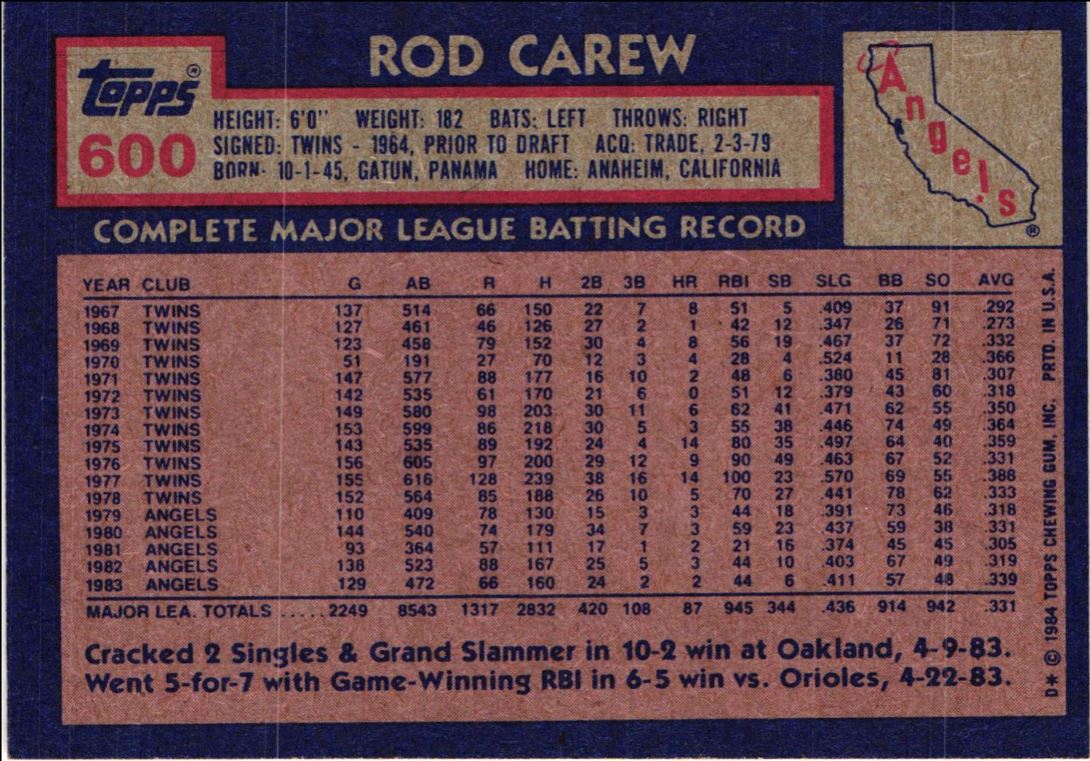 ROD CAREW
topps®
600
HEIGHT: 6'0" WEIGHT: 182 BATS: LEFT THROWS: RIGHT
SIGNED: TWINS - 1964, PRIOR TO DRAFT ACQ: TRADE, 2-3-79
BORN: 10-1-45, GATUN, PANAMA HOME: ANAHEIM, CALIFORNIA
Angels
®
COMPLETE MAJOR LEAGUE BATTING RECORD
YEAR CLUB G AB R H 2B 3B HR RBI SB SLG BB SO AVG
1967 TWINS 137 514 66 150 22 7 8 51 5 .409 37 91 .292
1968 TWINS 127 461 46 126 27 2 1 42 12 .347 26 71 .273
1969 TWINS 123 458 79 152 30 4 8 56 19 .467 37 72 .332
1970 TWINS 51 191 27 70 12 3 4 28 4 .524 11 28 .366
1971 TWINS 147 577 88 177 16 10 2 48 6 .380 45 81 .307
1972 TWINS 142 535 61 170 21 6 0 51 12 .379 43 60 .318
1973 TWINS 149 580 98 203 30 11 6 62 41 .471 62 55 .350
1974 TWINS 153 599 86 218 30 5 3 55 38 .446 74 49 .364
1975 TWINS 143 535 89 192 24 4 14 80 35 .497 64 40 .359
1976 TWINS 156 605 97 200 29 12 9 90 49 .463 67 52 .331
1977 TWINS 155 616 128 239 38 16 14 100 23 .570 69 55 .388
1978 TWINS 152 564 85 188 26 10 5 70 27 .441 78 62 .333
1979 ANGELS 110 409 78 130 15 3 3 44 18 .391 73 46 .318
1980 ANGELS 144 540 74 179 34 7 3 59 23 .437 59 38 .331
1981 ANGELS 93 364 57 111 17 1 2 21 16 .374 45 45 .305
1982 ANGELS 138 523 88 167 25 5 3 44 10 .403 67 49 .319
1983 ANGELS 129 472 66 160 24 2 2 44 6 .411 57 48 .339
MAJOR LEA. TOTALS ..... 2249 8543 1317 2832 420 108 87 945 344 .436 914 942 .331
Cracked 2 Singles & Grand Slammer in 10-2 win at Oakland, 4-9-83.
Went 5-for-7 with Game-Winning RBI in 6-5 win vs. Orioles, 4-22-83.
D* © 1984 TOPPS CHEWING GUM, INC. PRTD. IN U.S.A.